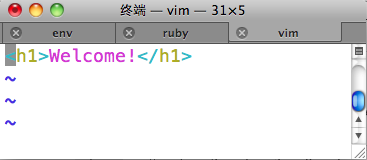 终端 — vim — 31×5
env ruby vim
<h1>Welcome!</h1>
~
~
~